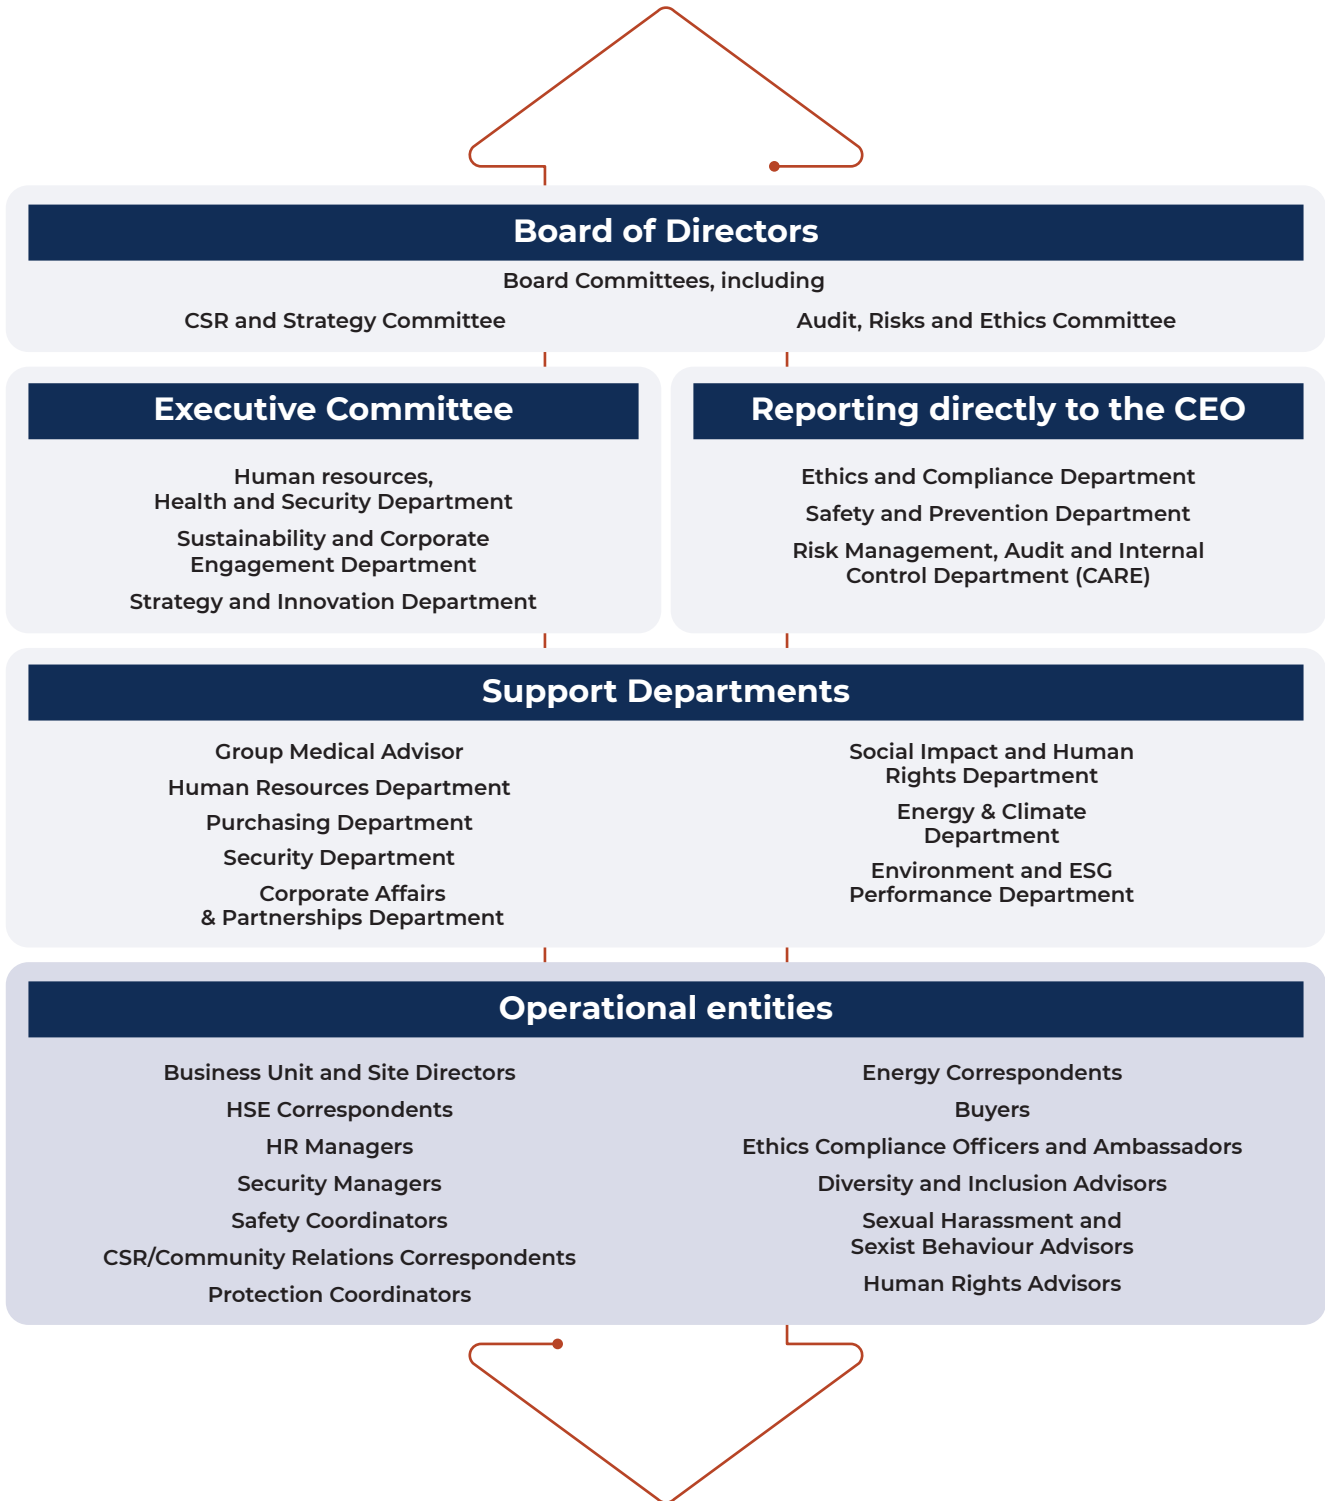 Board of Directors
Board Committees, including
CSR and Strategy Committee
Audit, Risks and Ethics Committee
Executive Committee
Human resources,
Health and Security Department
Sustainability and Corporate
Engagement Department
Strategy and Innovation Department
Reporting directly to the CEO
Ethics and Compliance Department
Safety and Prevention Department
Risk Management, Audit and Internal
Control Department (CARE)
Support Departments
Group Medical Advisor
Human Resources Department
Purchasing Department
Security Department
Corporate Affairs
& Partnerships Department
Social Impact and Human
Rights Department
Energy & Climate
Department
Environment and ESG
Performance Department
Operational entities
Business Unit and Site Directors
HSE Correspondents
HR Managers
Security Managers
Safety Coordinators
CSR/Community Relations Correspondents
Protection Coordinators
Energy Correspondents
Buyers
Ethics Compliance Officers and Ambassadors
Diversity and Inclusion Advisors
Sexual Harassment and
Sexist Behaviour Advisors
Human Rights Advisors